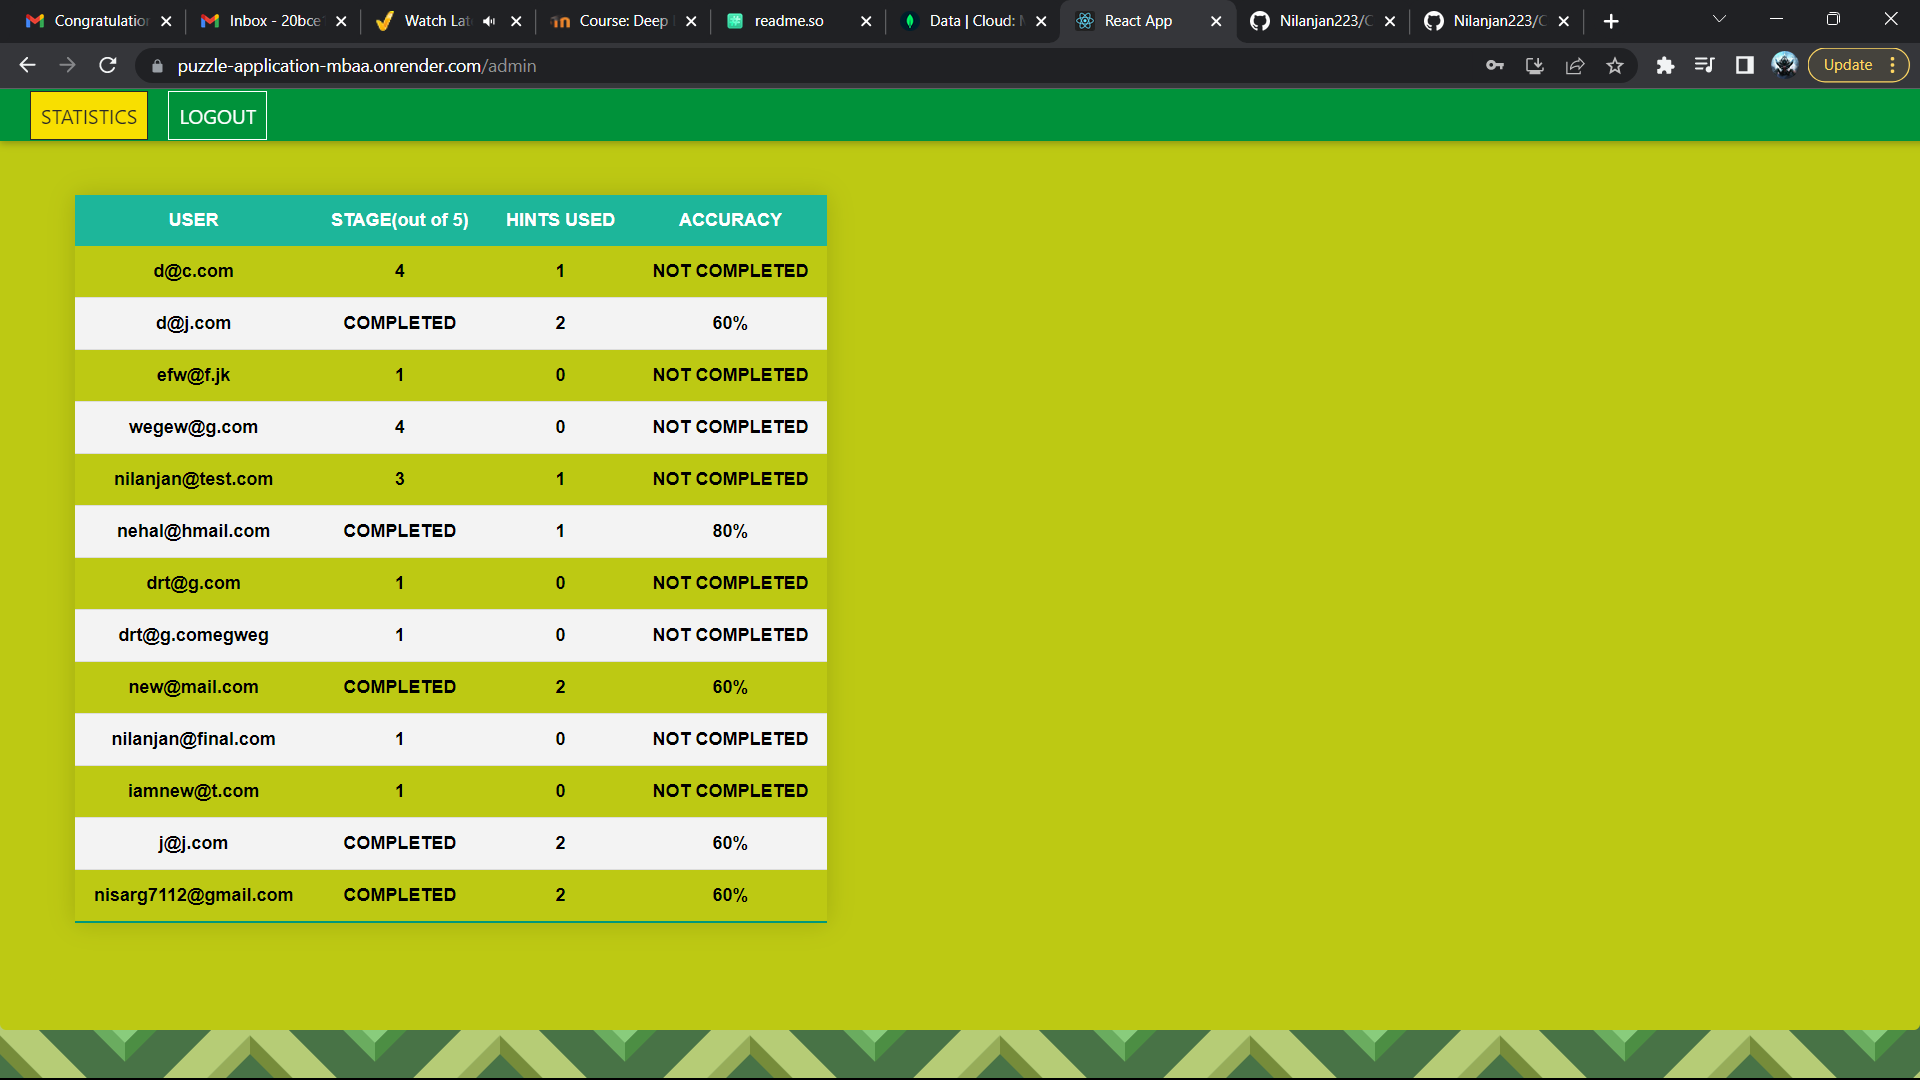 Congratulation
Inbox - 20bce
Watch Lat
Course: Deep
readme.so
Data | Cloud:
React App
Nilanjan223/C
Nilanjan223/C
puzzle-application-mbaa.onrender.com/admin
Update
STATISTICS LOGOUT
USER STAGE(out of 5) HINTS USED ACCURACY
d@c.com 4 1 NOT COMPLETED
d@j.com COMPLETED 2 60%
efw@f.jk 1 0 NOT COMPLETED
wegew@g.com 4 0 NOT COMPLETED
nilanjan@test.com 3 1 NOT COMPLETED
nehal@hmail.com COMPLETED 1 80%
drt@g.com 1 0 NOT COMPLETED
drt@g.comegweg 1 0 NOT COMPLETED
new@mail.com COMPLETED 2 60%
nilanjan@final.com 1 0 NOT COMPLETED
iamnew@t.com 1 0 NOT COMPLETED
j@j.com COMPLETED 2 60%
nisarg7112@gmail.com COMPLETED 2 60%